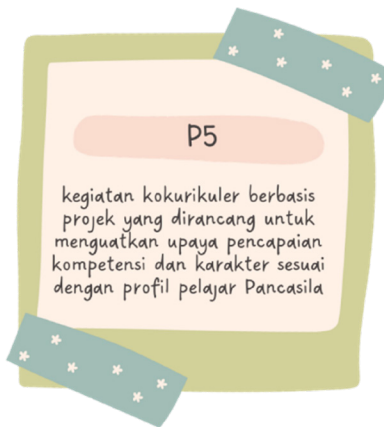 P5
kegiatan kokurikuler berbasis
projek yang dirancang untuk
menguatkan upaya pencapaian
kompetensi dan karakter sesuai
dengan profil pelajar Pancasila